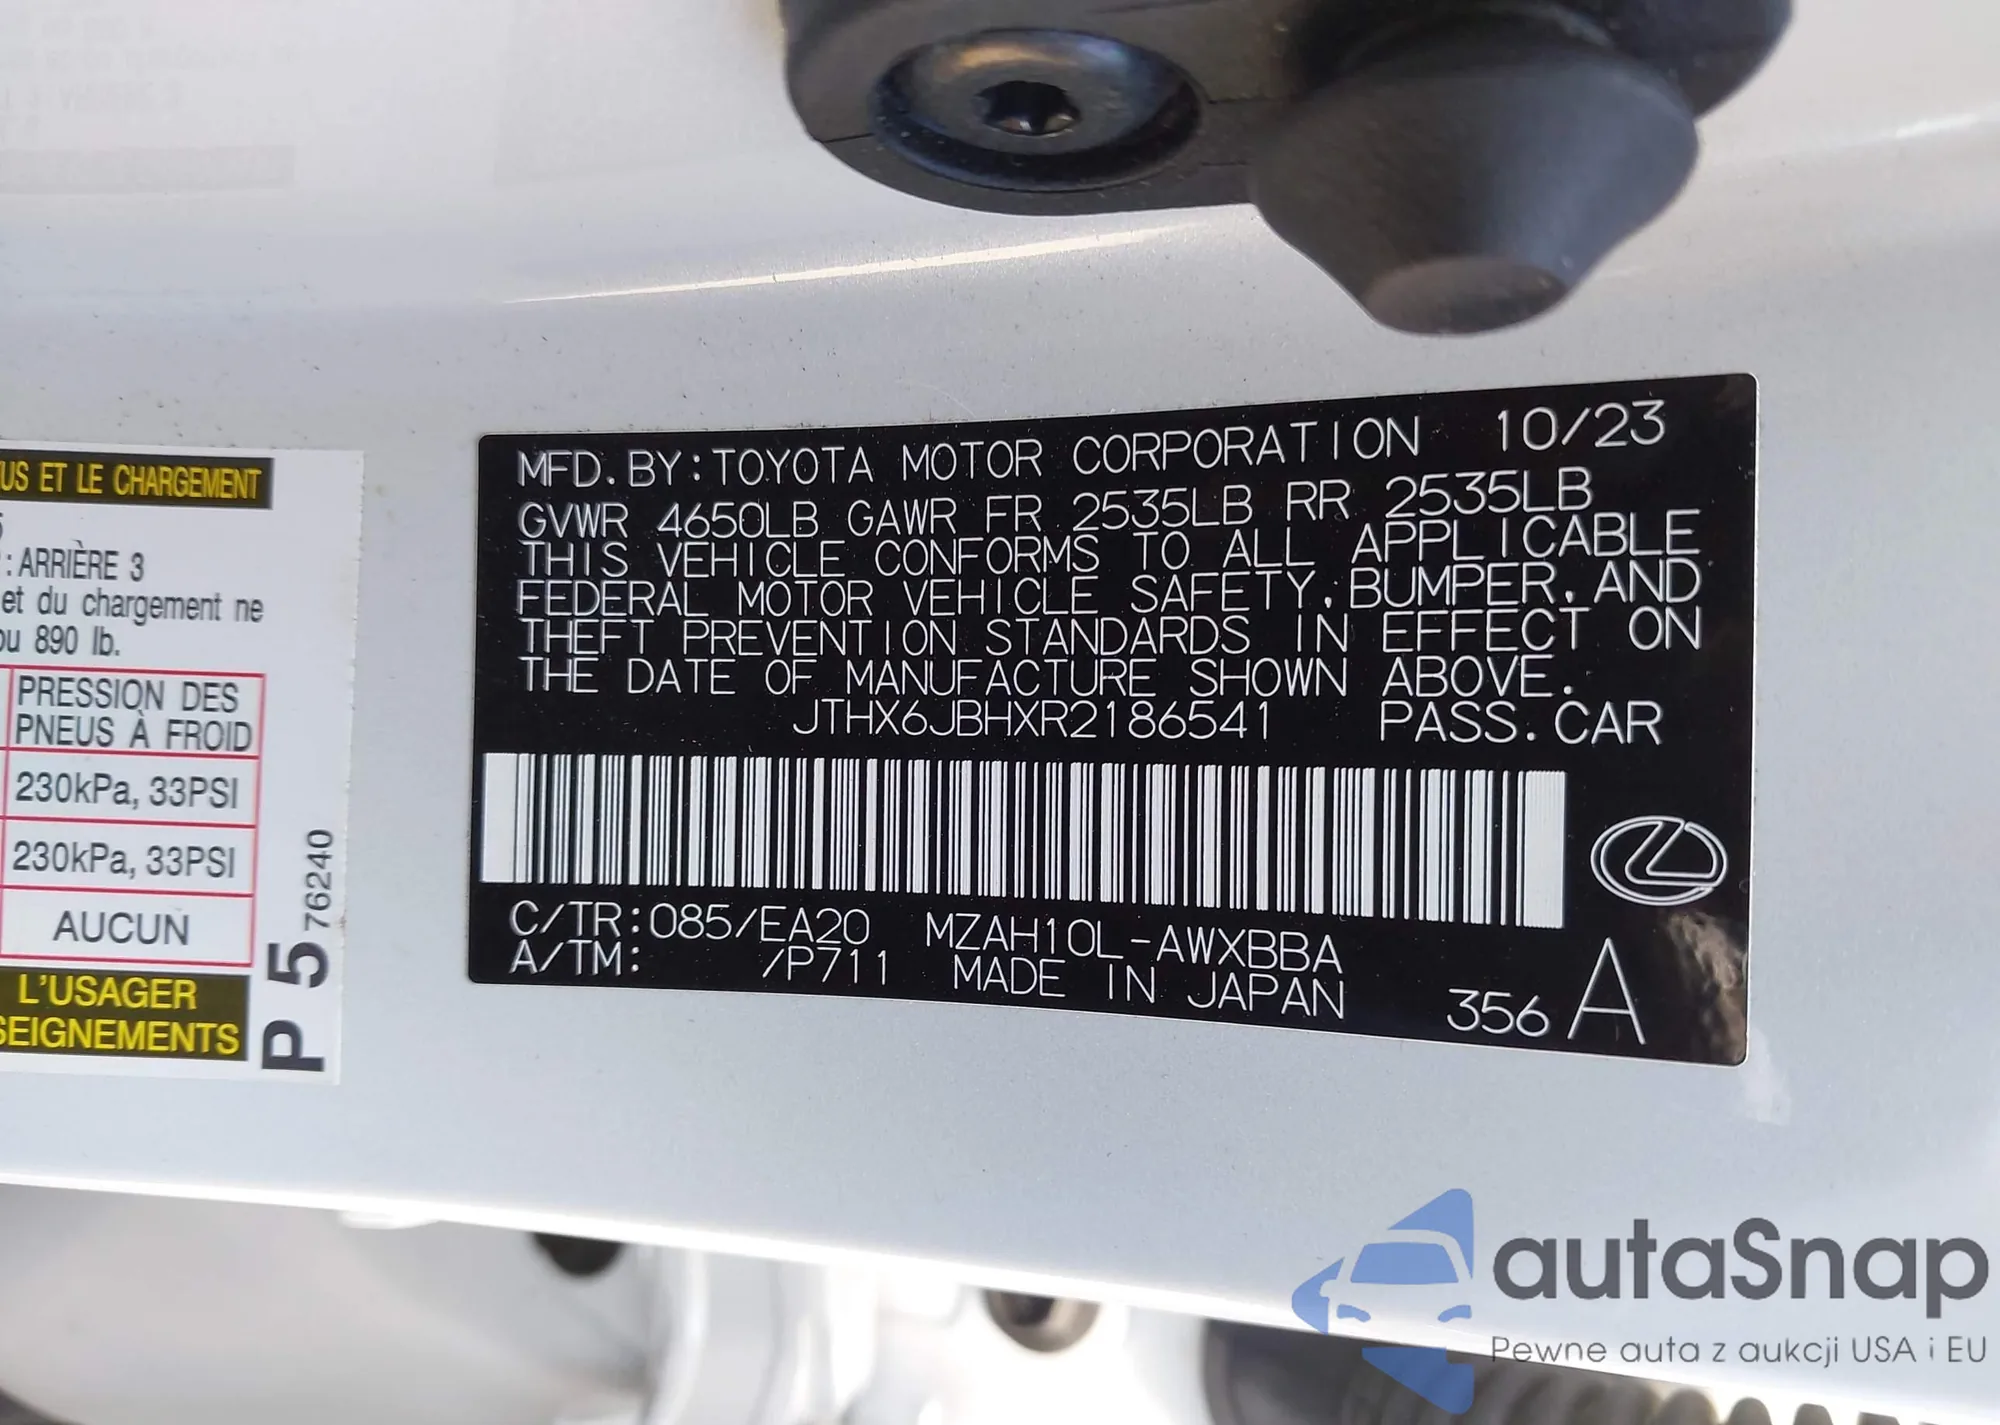 MFD.BY:TOYOTA MOTOR CORPORATION 10/23
GVWR 4650LB GAWR FR 2535LB RR 2535LB
THIS VEHICLE CONFORMS TO ALL APPLICABLE
FEDERAL MOTOR VEHICLE SAFETY,BUMPER,AND
THEFT PREVENTION STANDARDS IN EFFECT ON
THE DATE OF MANUFACTURE SHOWN ABOVE.
JTHX6JBHXR2186541 PASS.CAR
C/TR:085/EA20 MZAH10L-AWXBBA
A/TM: /P711 MADE IN JAPAN
356 A
ET LE CHARGEMENT
: ARRIÈRE 3
et du chargement ne
890 lb.
PRESSION DES
PNEUS À FROID
230kPa, 33PSI
230kPa, 33PSI
AUCUN
L'USAGER
P 5 76240
autaSnap
Pewne auta z aukcji USA i EU